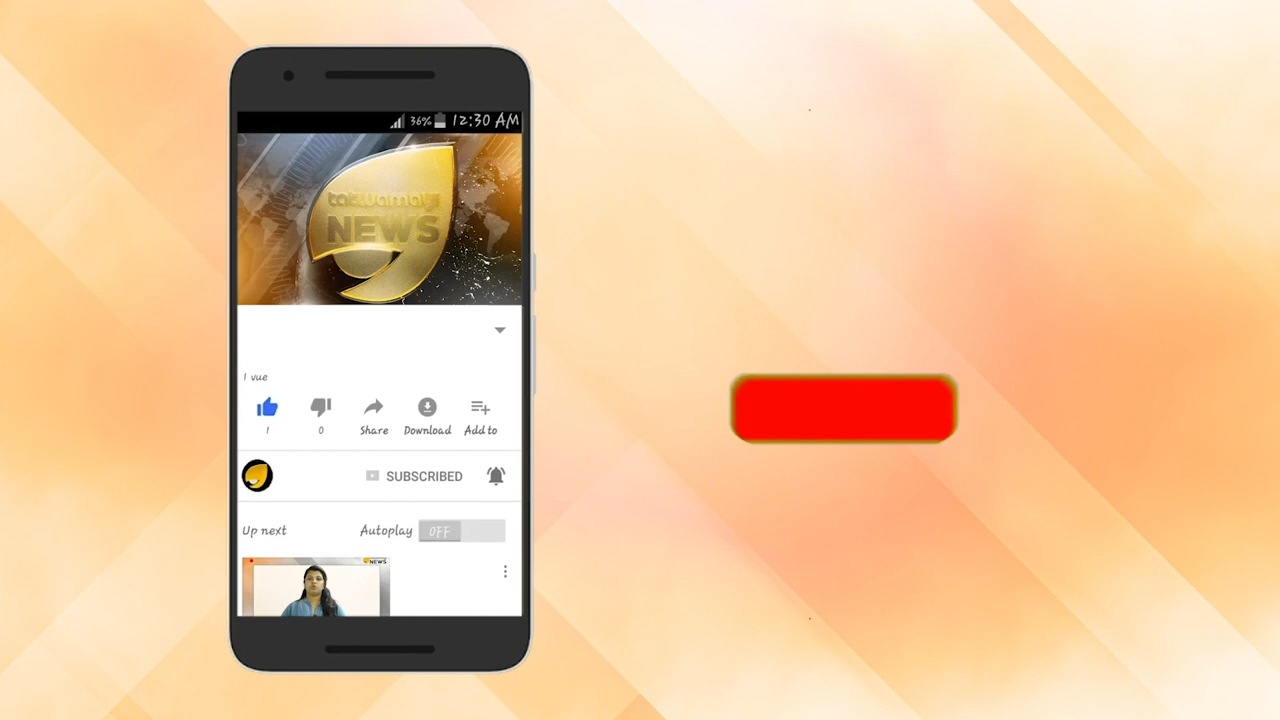 36% 12:30 AM
tatwamayi
NEWS
1 vue
1 0 Share Download Add to
SUBSCRIBED
Up next Autoplay OFF
NEWS